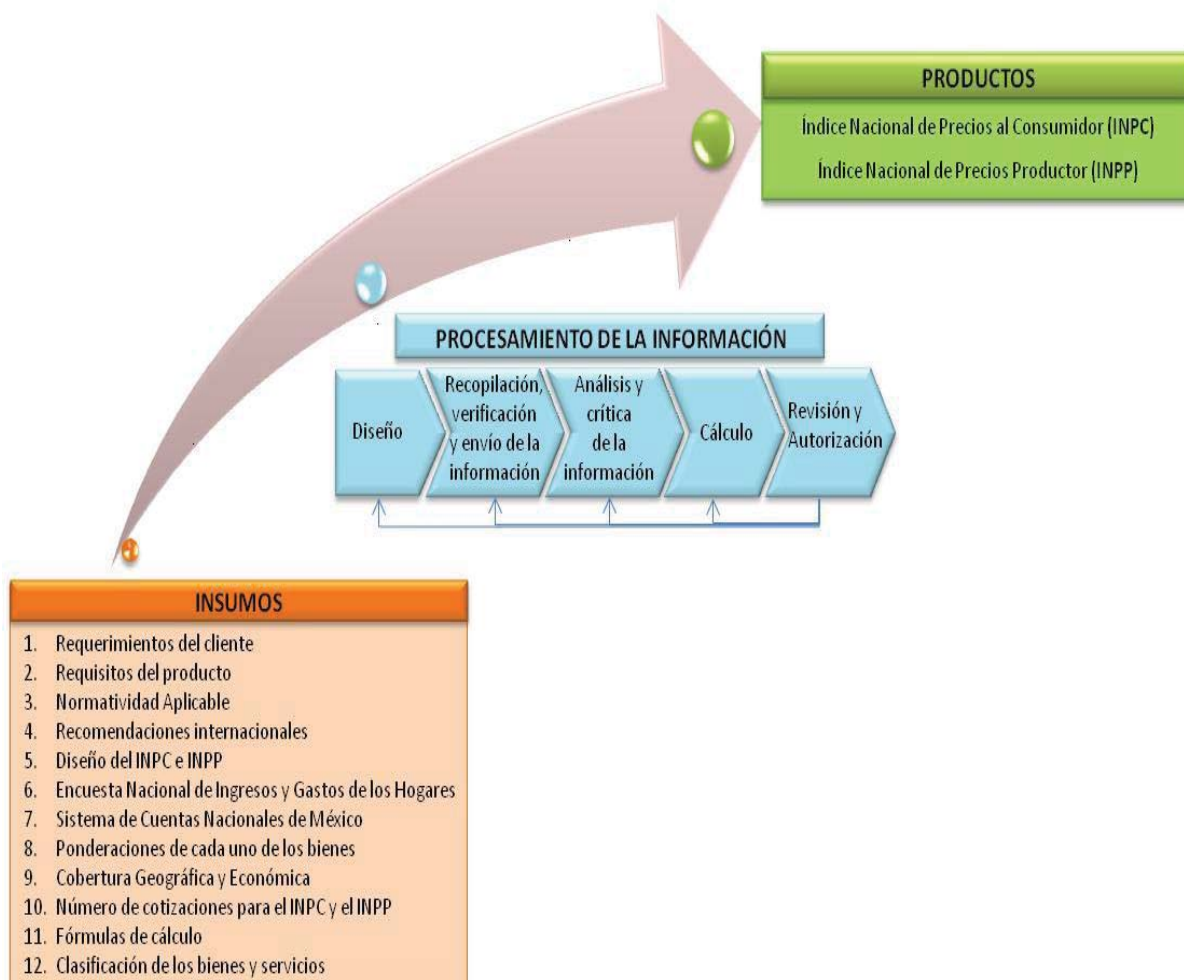 PRODUCTOS
Índice Nacional de Precios al Consumidor (INPC)
Índice Nacional de Precios Productor (INPP)
PROCESAMIENTO DE LA INFORMACIÓN
Diseño
Recopilación,
verificación
y envío de la
información
Análisis y
crítica
de la
información
Cálculo
Revisión y
Autorización
INSUMOS
1. Requerimientos del cliente
2. Requisitos del producto
3. Normatividad Aplicable
4. Recomendaciones internacionales
5. Diseño del INPC e INPP
6. Encuesta Nacional de Ingresos y Gastos de los Hogares
7. Sistema de Cuentas Nacionales de México
8. Ponderaciones de cada uno de los bienes
9. Cobertura Geográfica y Económica
10. Número de cotizaciones para el INPC y el INPP
11. Fórmulas de cálculo
12. Clasificación de los bienes y servicios